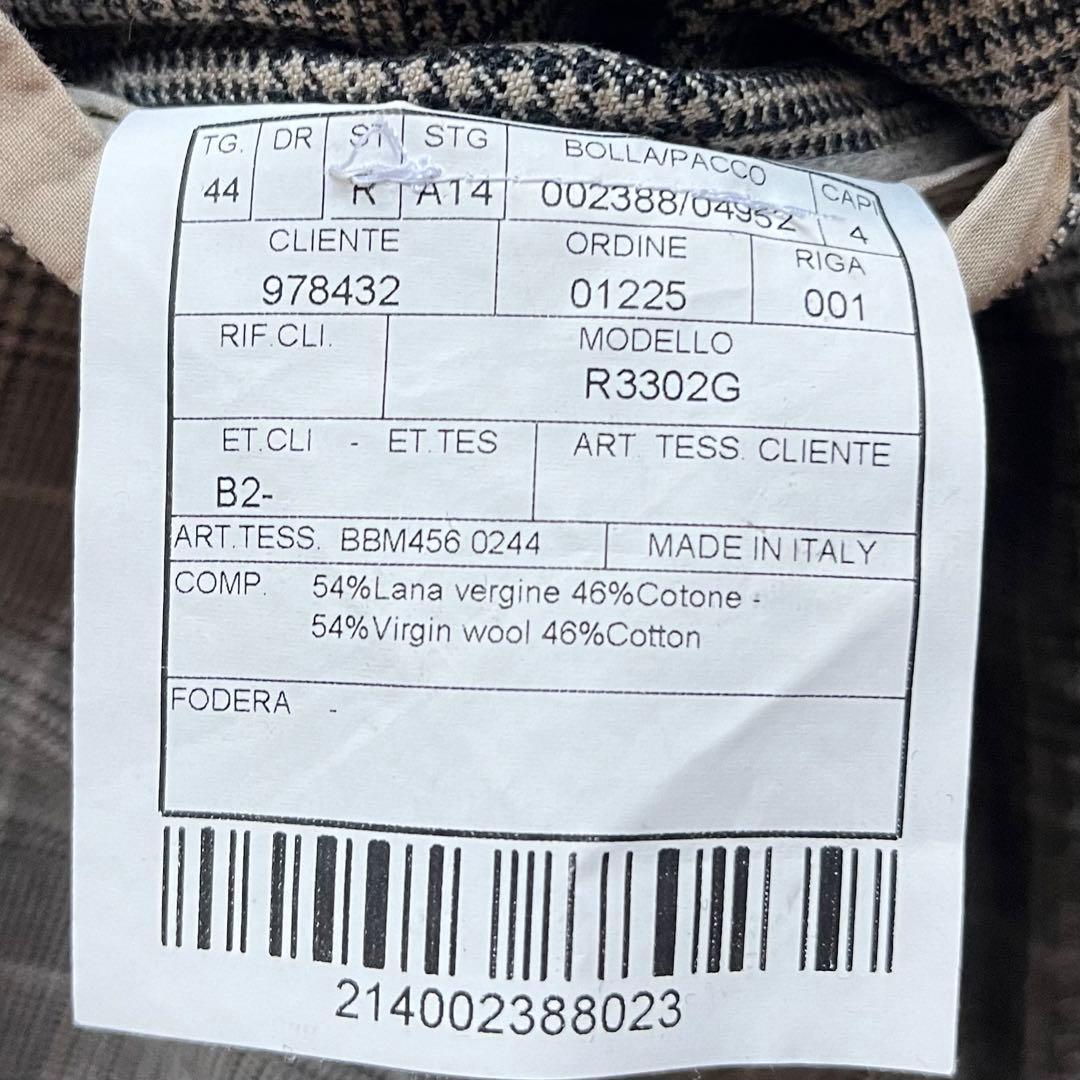 TG. DR ST STG BOLLA/PACCO CAPI
44 R A14 002388/04952 4
CLIENTE ORDINE RIGA
978432 01225 001
RIF.CLI. MODELLO
R3302G
ET.CLI - ET.TES ART. TESS. CLIENTE
B2-
ART.TESS. BBM456 0244 MADE IN ITALY
COMP. 54%Lana vergine 46%Cotone -
54%Virgin wool 46%Cotton
FODERA -
214002388023